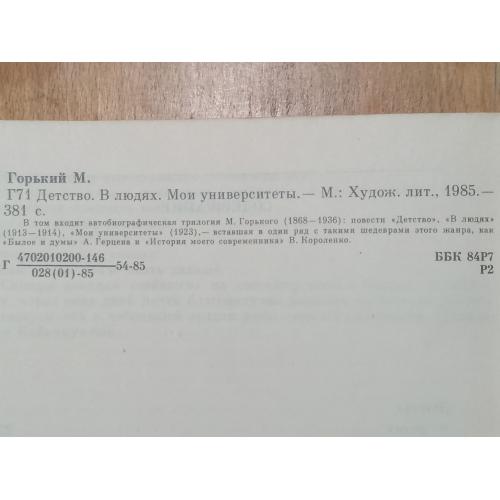 Горький М.
Г71 Детство. В людях. Мои университеты.— М.: Худож. лит., 1985.—
381 с.
В том входит автобиографическая трилогия М. Горького (1868—1936): повести «Детство», «В людях»
(1913—1914), «Мои университеты» (1923),— вставшая в один ряд с такими шедеврами этого жанра, как
«Былое и думы» А. Герцена и «История моего современника» В. Короленко.
Г 4702010200-146 54-85 ББК 84Р7
028(01)-85 Р2